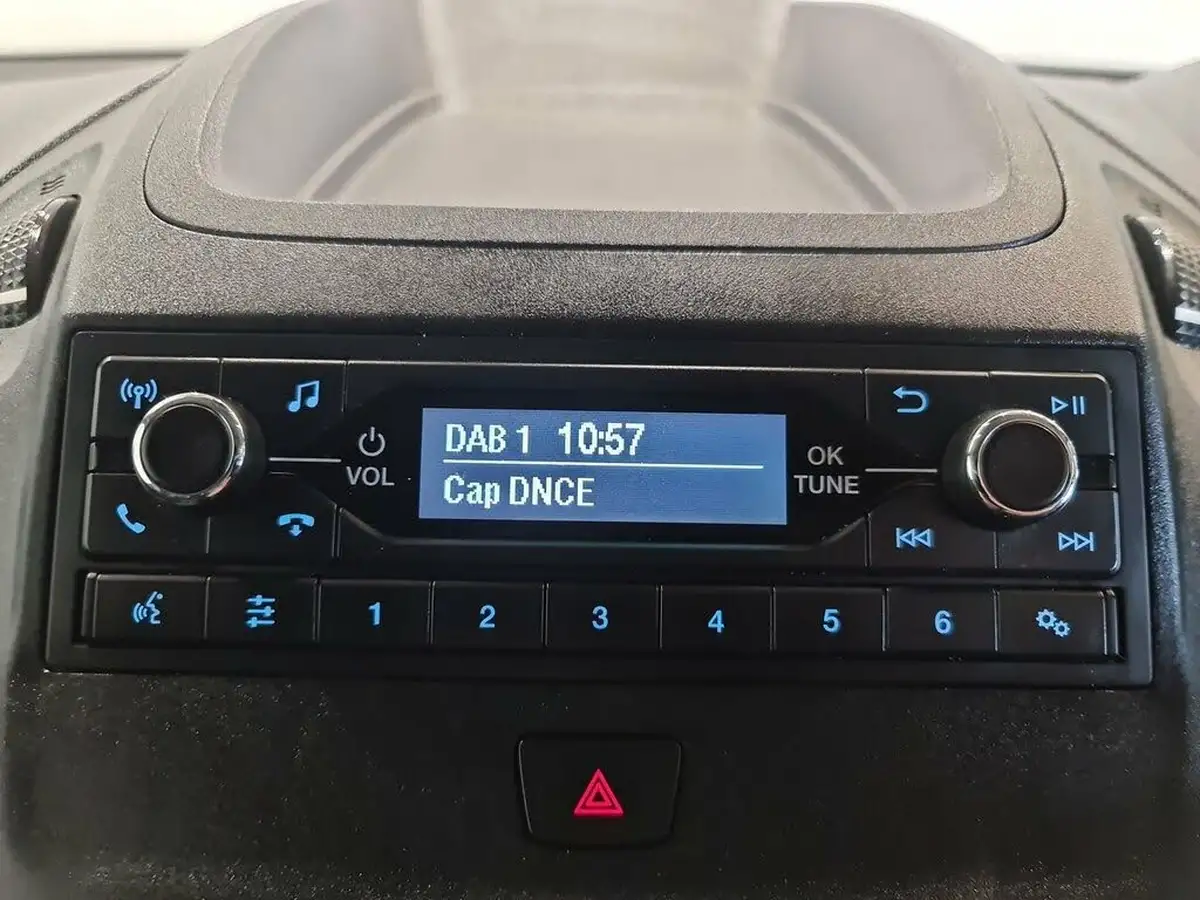 DAB 1 10:57
Cap DNCE
VOL
OK
TUNE
1 2 3 4 5 6